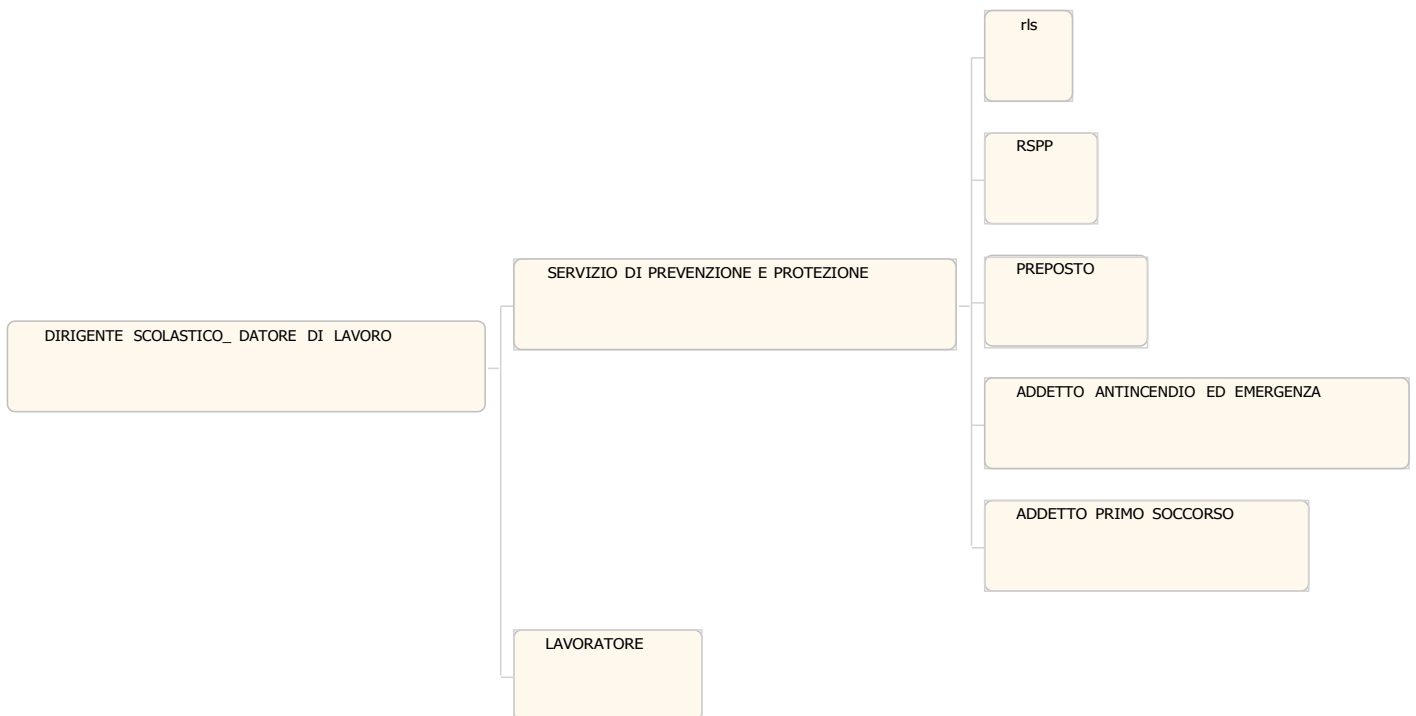 rls
RSPP
SERVIZIO DI PREVENZIONE E PROTEZIONE
PREPOSTO
DIRIGENTE SCOLASTICO_ DATORE DI LAVORO
ADDETTO ANTINCENDIO ED EMERGENZA
ADDETTO PRIMO SOCCORSO
LAVORATORE